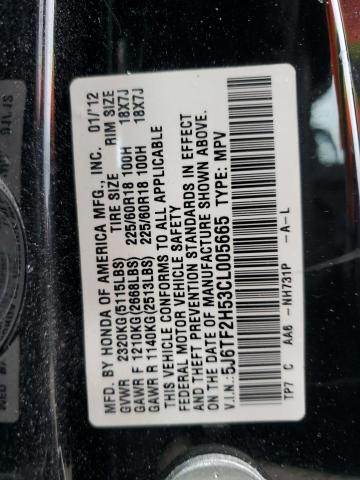 MFD. BY HONDA OF AMERICA MFG., INC. 01/'12
TIRE SIZE RIM SIZE
GVWR 2320KG(5115LBS)
GAWR F 1210KG(2668LBS) 225/60R18 100H 18X7J
GAWR R 1140KG(2513LBS) 225/60R18 100H 18X7J
THIS VEHICLE CONFORMS TO ALL APPLICABLE
FEDERAL MOTOR VEHICLE SAFETY
AND THEFT PREVENTION STANDARDS IN EFFECT
ON THE DATE OF MANUFACTURE SHOWN ABOVE.
V.I.N.: 5J6TF2H53CL005665 TYPE: MPV
TP7 C AA6 -NH731P -A-L